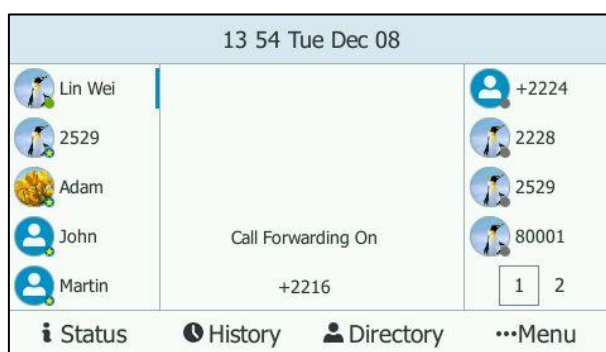 13 54 Tue Dec 08
Lin Wei
2529
Adam
John
Martin
Call Forwarding On
+2216
+2224
2228
2529
80001
1 2
Status History Directory •••Menu